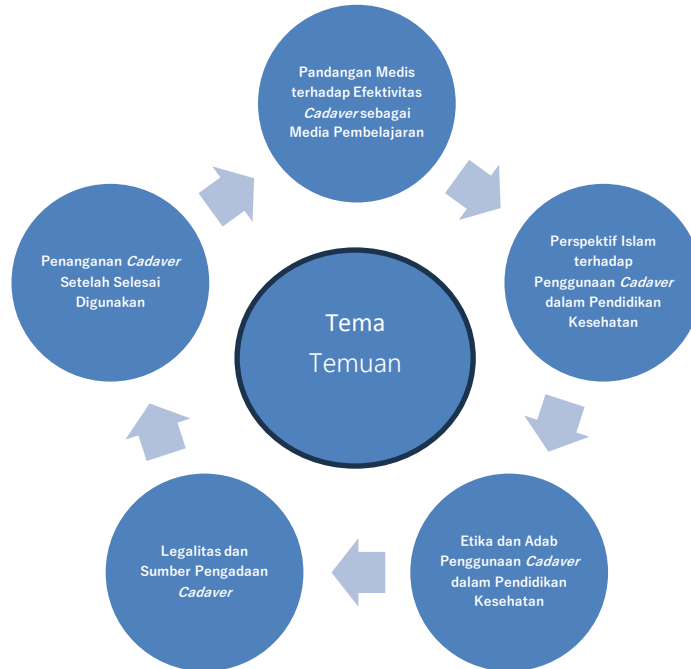 Pandangan Medis
terhadap Efektivitas
Cadaver sebagai
Media Pembelajaran
Perspektif Islam
terhadap
Penggunaan Cadaver
dalam Pendidikan
Kesehatan
Etika dan Adab
Penggunaan Cadaver
dalam Pendidikan
Kesehatan
Legalitas dan
Sumber Pengadaan
Cadaver
Penanganan Cadaver
Setelah Selesai
Digunakan
Tema
Temuan